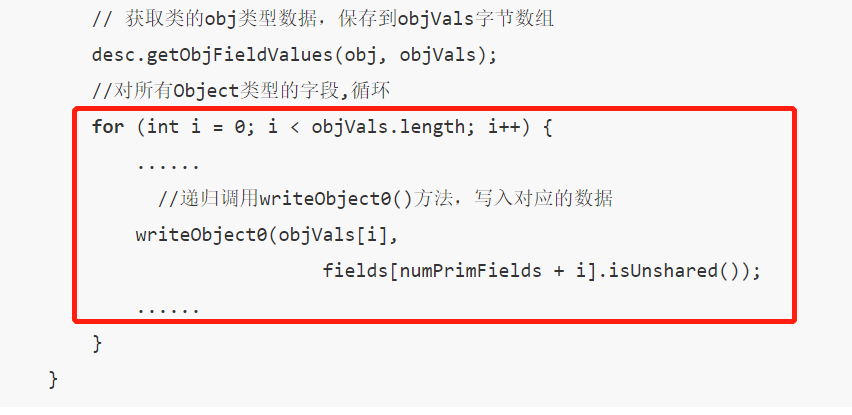 // 获取类的obj类型数据，保存到objVals字节数组
desc.getObjFieldValues(obj, objVals);
//对所有Object类型的字段,循环
for (int i = 0; i < objVals.length; i++) {
......
//递归调用writeObject0()方法，写入对应的数据
writeObject0(objVals[i],
fields[numPrimFields + i].isUnshared());
......
}
}